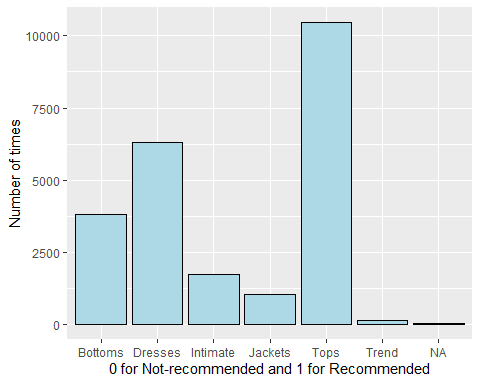 Number of times
10000
7500
5000
2500
0
Bottoms Dresses Intimate Jackets Tops Trend NA
0 for Not-recommended and 1 for Recommended